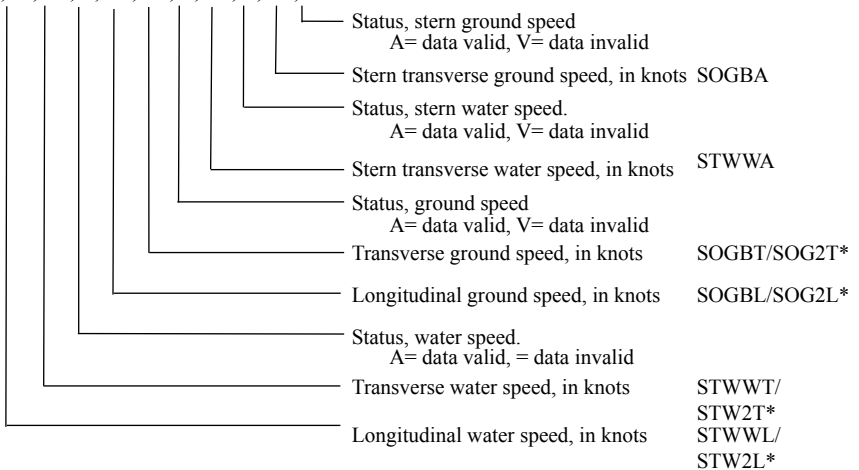 Status, stern ground speed
A= data valid, V= data invalid
Stern transverse ground speed, in knots SOGBA
Status, stern water speed.
A= data valid, V= data invalid
Stern transverse water speed, in knots STWWA
Status, ground speed
A= data valid, V= data invalid
Transverse ground speed, in knots SOGBT/SOG2T*
Longitudinal ground speed, in knots SOGBL/SOG2L*
Status, water speed.
A= data valid, = data invalid
Transverse water speed, in knots STWWT/
STW2T*
Longitudinal water speed, in knots STWWL/
STW2L*